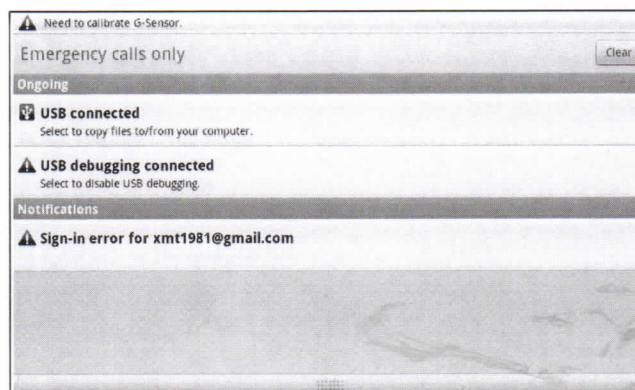 Need to calibrate G-Sensor.
Emergency calls only
Clear
Ongoing
USB connected
Select to copy files to/from your computer.
USB debugging connected
Select to disable USB debugging.
Notifications
Sign-in error for xmt1981@gmail.com